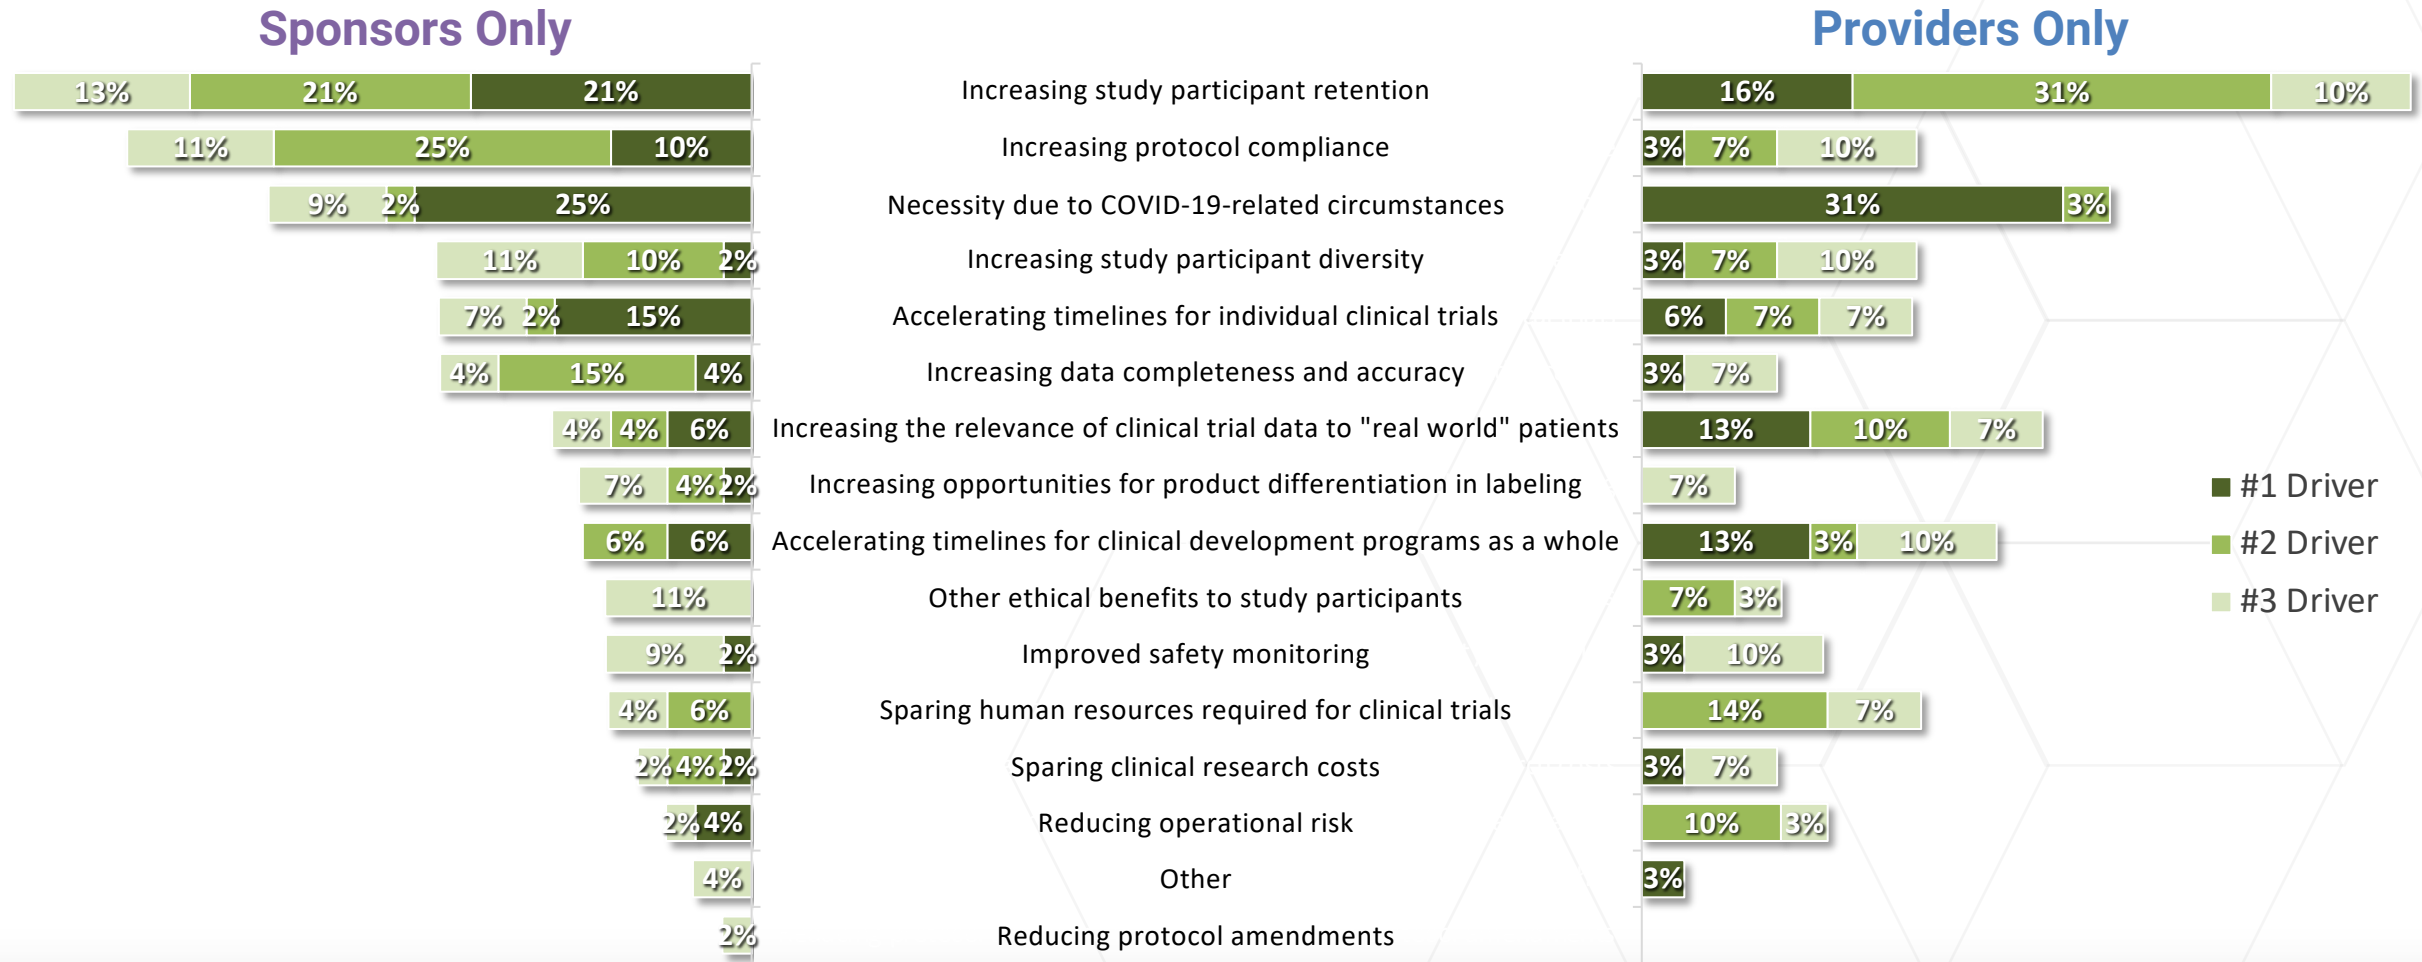 Sponsors Only
Providers Only
13% 21% 21% Increasing study participant retention 16% 31% 10%
11% 25% 10% Increasing protocol compliance 3% 7% 10%
9% 2% 25% Necessity due to COVID-19-related circumstances 31% 3%
11% 10% 2% Increasing study participant diversity 3% 7% 10%
7% 2% 15% Accelerating timelines for individual clinical trials 6% 7% 7%
4% 15% 4% Increasing data completeness and accuracy 3% 7%
4% 4% 6% Increasing the relevance of clinical trial data to "real world" patients 13% 10% 7%
7% 4% 2% Increasing opportunities for product differentiation in labeling 7%
#1 Driver
6% 6% Accelerating timelines for clinical development programs as a whole 13% 3% 10%
#2 Driver
11% Other ethical benefits to study participants 7% 3%
#3 Driver
9% 2% Improved safety monitoring 3% 10%
4% 6% Sparing human resources required for clinical trials 14% 7%
2% 4% 2% Sparing clinical research costs 3% 7%
2% 4% Reducing operational risk 10% 3%
4% Other 3%
2% Reducing protocol amendments